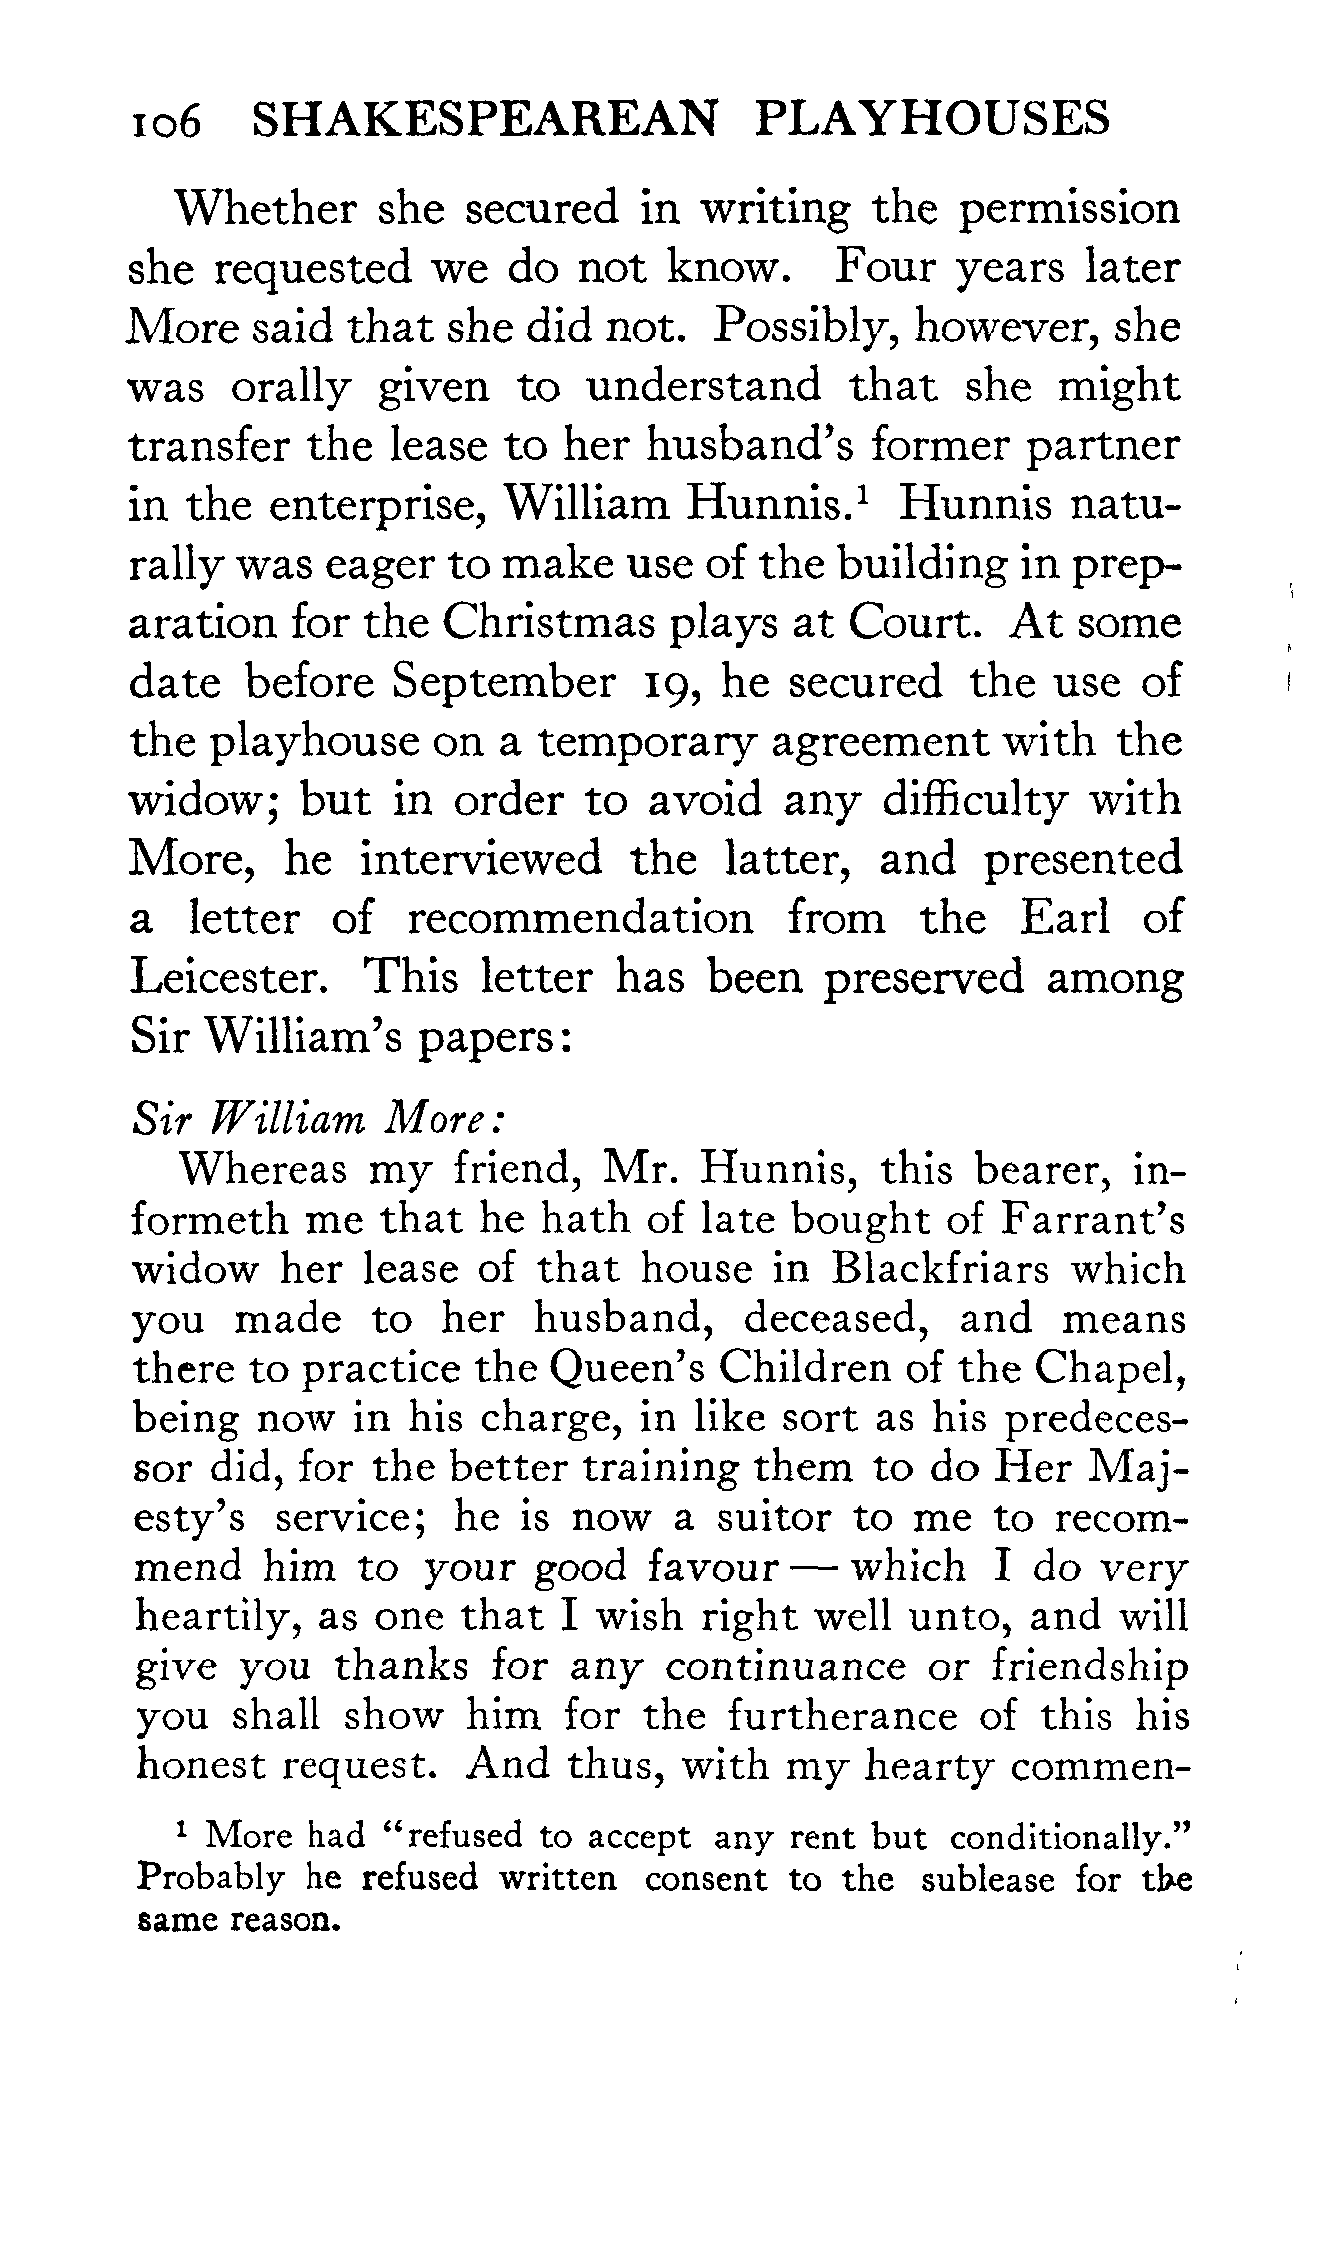 106 SHAKESPEAREAN PLAYHOUSES
Whether she secured in writing the permission
she requested we do not know. Four years later
More said that she did not. Possibly, however, she
was orally given to understand that she might
transfer the lease to her husband's former partner
in the enterprise, William Hunnis.¹ Hunnis natu-
rally was eager to make use of the building in prep-
aration for the Christmas plays at Court. At some
date before September 19, he secured the use of
the playhouse on a temporary agreement with the
widow; but in order to avoid any difficulty with
More, he interviewed the latter, and presented
a letter of recommendation from the Earl of
Leicester. This letter has been preserved among
Sir William's papers:
Sir William More:
Whereas my friend, Mr. Hunnis, this bearer, in-
formeth me that he hath of late bought of Farrant's
widow her lease of that house in Blackfriars which
you made to her husband, deceased, and means
there to practice the Queen's Children of the Chapel,
being now in his charge, in like sort as his predeces-
sor did, for the better training them to do Her Maj-
esty's service; he is now a suitor to me to recom-
mend him to your good favour — which I do very
heartily, as one that I wish right well unto, and will
give you thanks for any continuance or friendship
you shall show him for the furtherance of this his
honest request. And thus, with my hearty commen-
¹ More had "refused to accept any rent but conditionally."
Probably he refused written consent to the sublease for the
same reason.